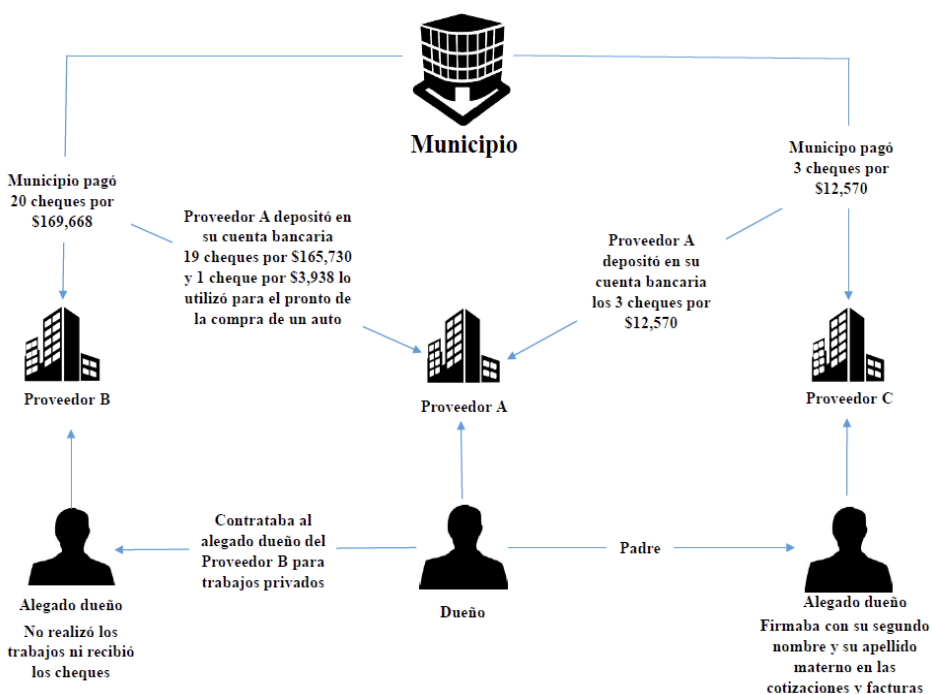 Municipio
Municipio pagó
20 cheques por
$169,668
Municipo pagó
3 cheques por
$12,570
Proveedor A depositó en
su cuenta bancaria
19 cheques por $165,730
y 1 cheque por $3,938 lo
utilizó para el pronto de
la compra de un auto
Proveedor A
depositó en su
cuenta bancaria
los 3 cheques por
$12,570
Proveedor B
Proveedor A
Proveedor C
Contrataba al
alegado dueño del
Proveedor B para
trabajos privados
Padre
Alegado dueño
No realizó los
trabajos ni recibió
los cheques
Dueño
Alegado dueño
Firmaba con su segundo
nombre y su apellido
materno en las
cotizaciones y facturas